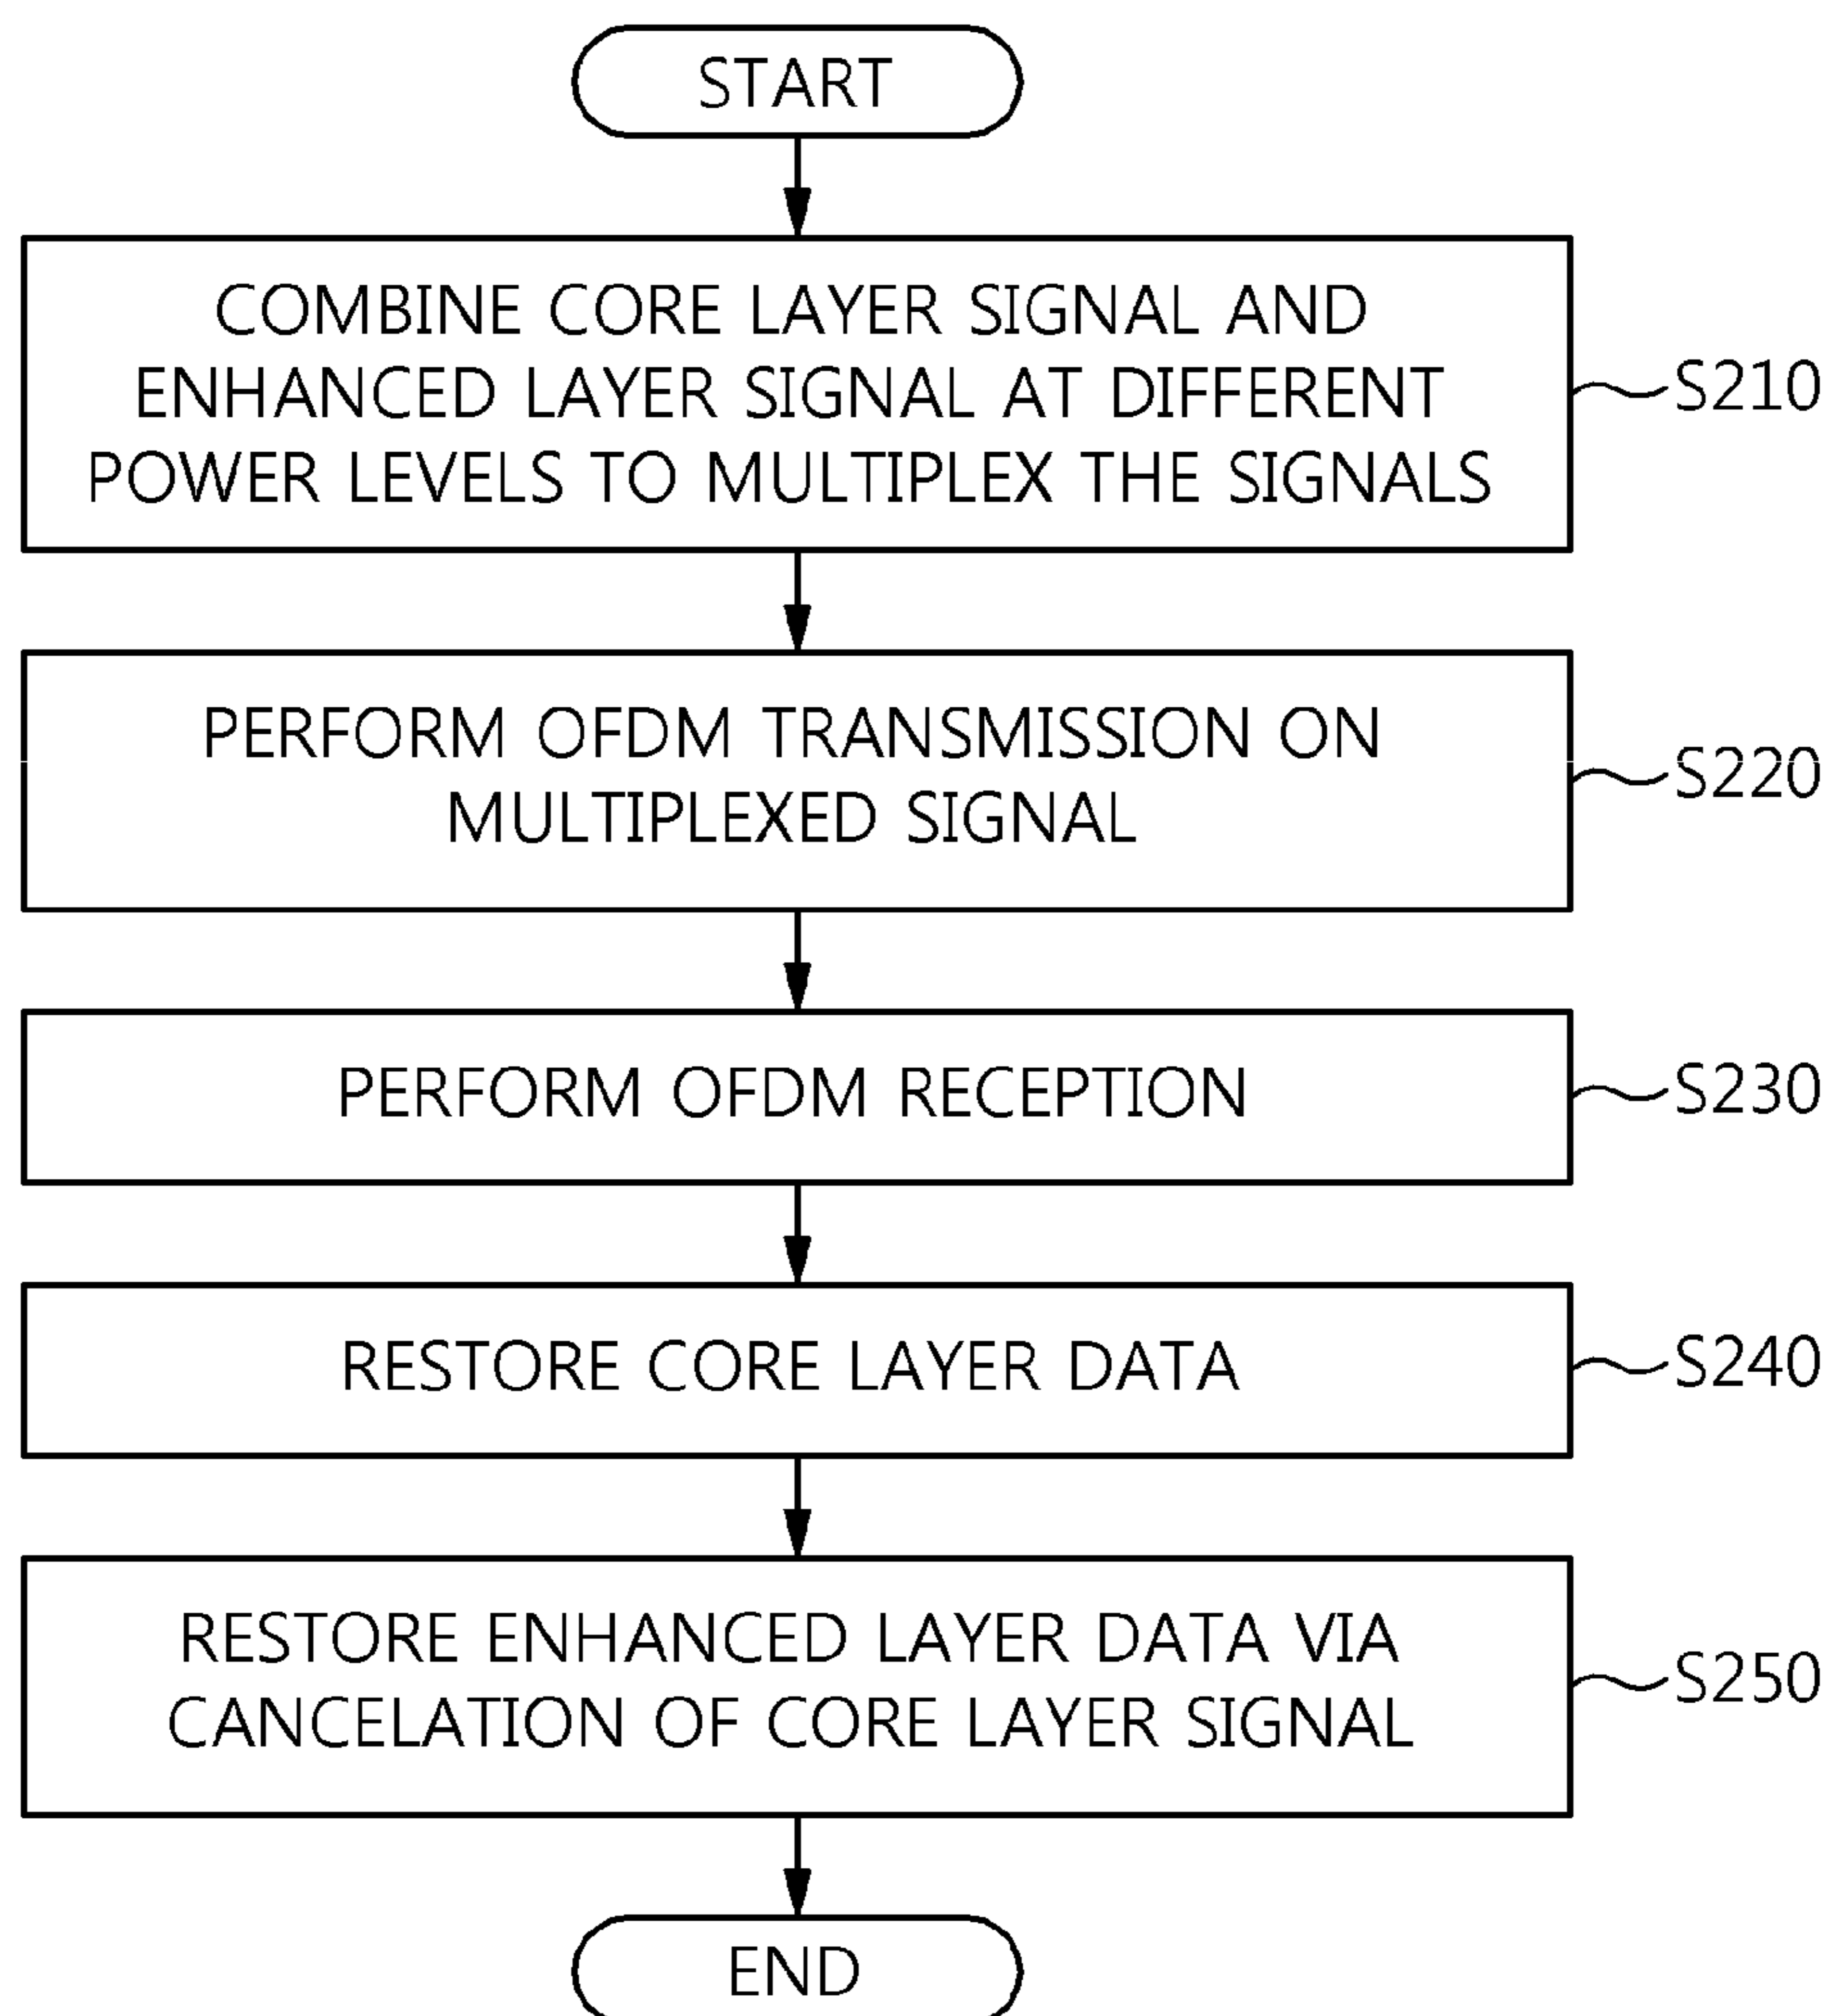 START
COMBINE CORE LAYER SIGNAL AND
ENHANCED LAYER SIGNAL AT DIFFERENT
POWER LEVELS TO MULTIPLEX THE SIGNALS
S210
PERFORM OFDM TRANSMISSION ON
MULTIPLEXED SIGNAL
S220
PERFORM OFDM RECEPTION
S230
RESTORE CORE LAYER DATA
S240
RESTORE ENHANCED LAYER DATA VIA
CANCELATION OF CORE LAYER SIGNAL
S250
END